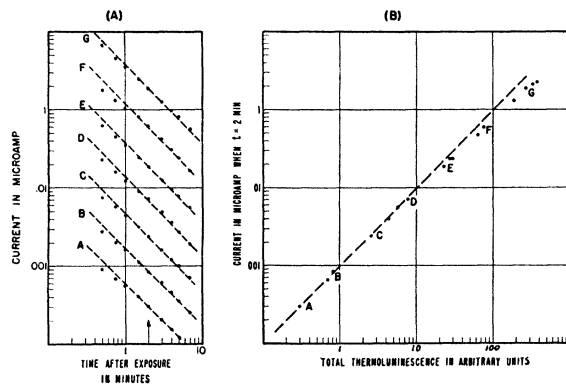 (A)
CURRENT IN MICROAMP
1
.01
.001
G
F
E
D
C
B
A
1
10
TIME AFTER EXPOSURE
IN MINUTES
(B)
CURRENT IN MICROAMP WHEN t = 2 MIN
1
.01
.001
G
F
E
D
C
B
A
1
10
100
TOTAL THERMOLUMINESCENCE IN ARBITRARY UNITS